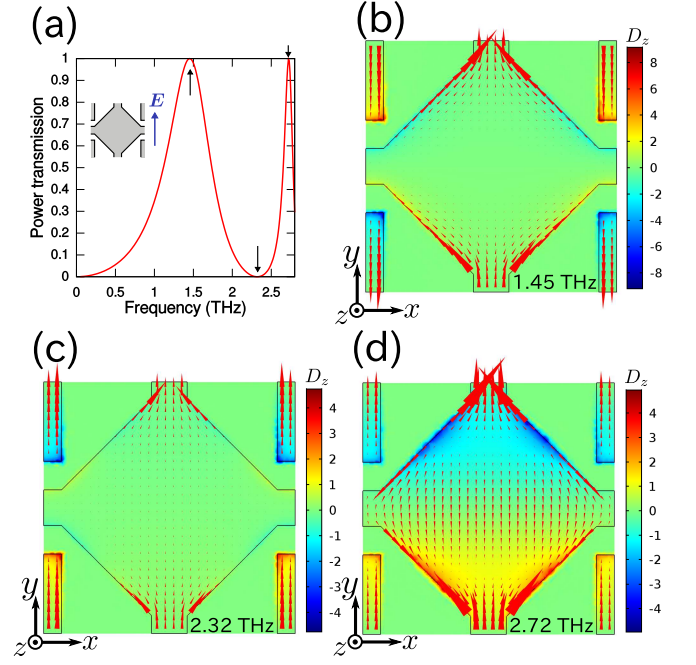 (a)
Power transmission
1
0.9
0.8
0.7
0.6
0.5
0.4
0.3
0.2
0.1
0
E
0 0.5 1 1.5 2 2.5
Frequency (THz)
(b)
D_z
8
6
4
2
0
-2
-4
-6
-8
1.45 THz
y
z x
(c)
D_z
4
3
2
1
0
-1
-2
-3
-4
2.32 THz
y
z x
(d)
D_z
4
3
2
1
0
-1
-2
-3
-4
2.72 THz
y
z x